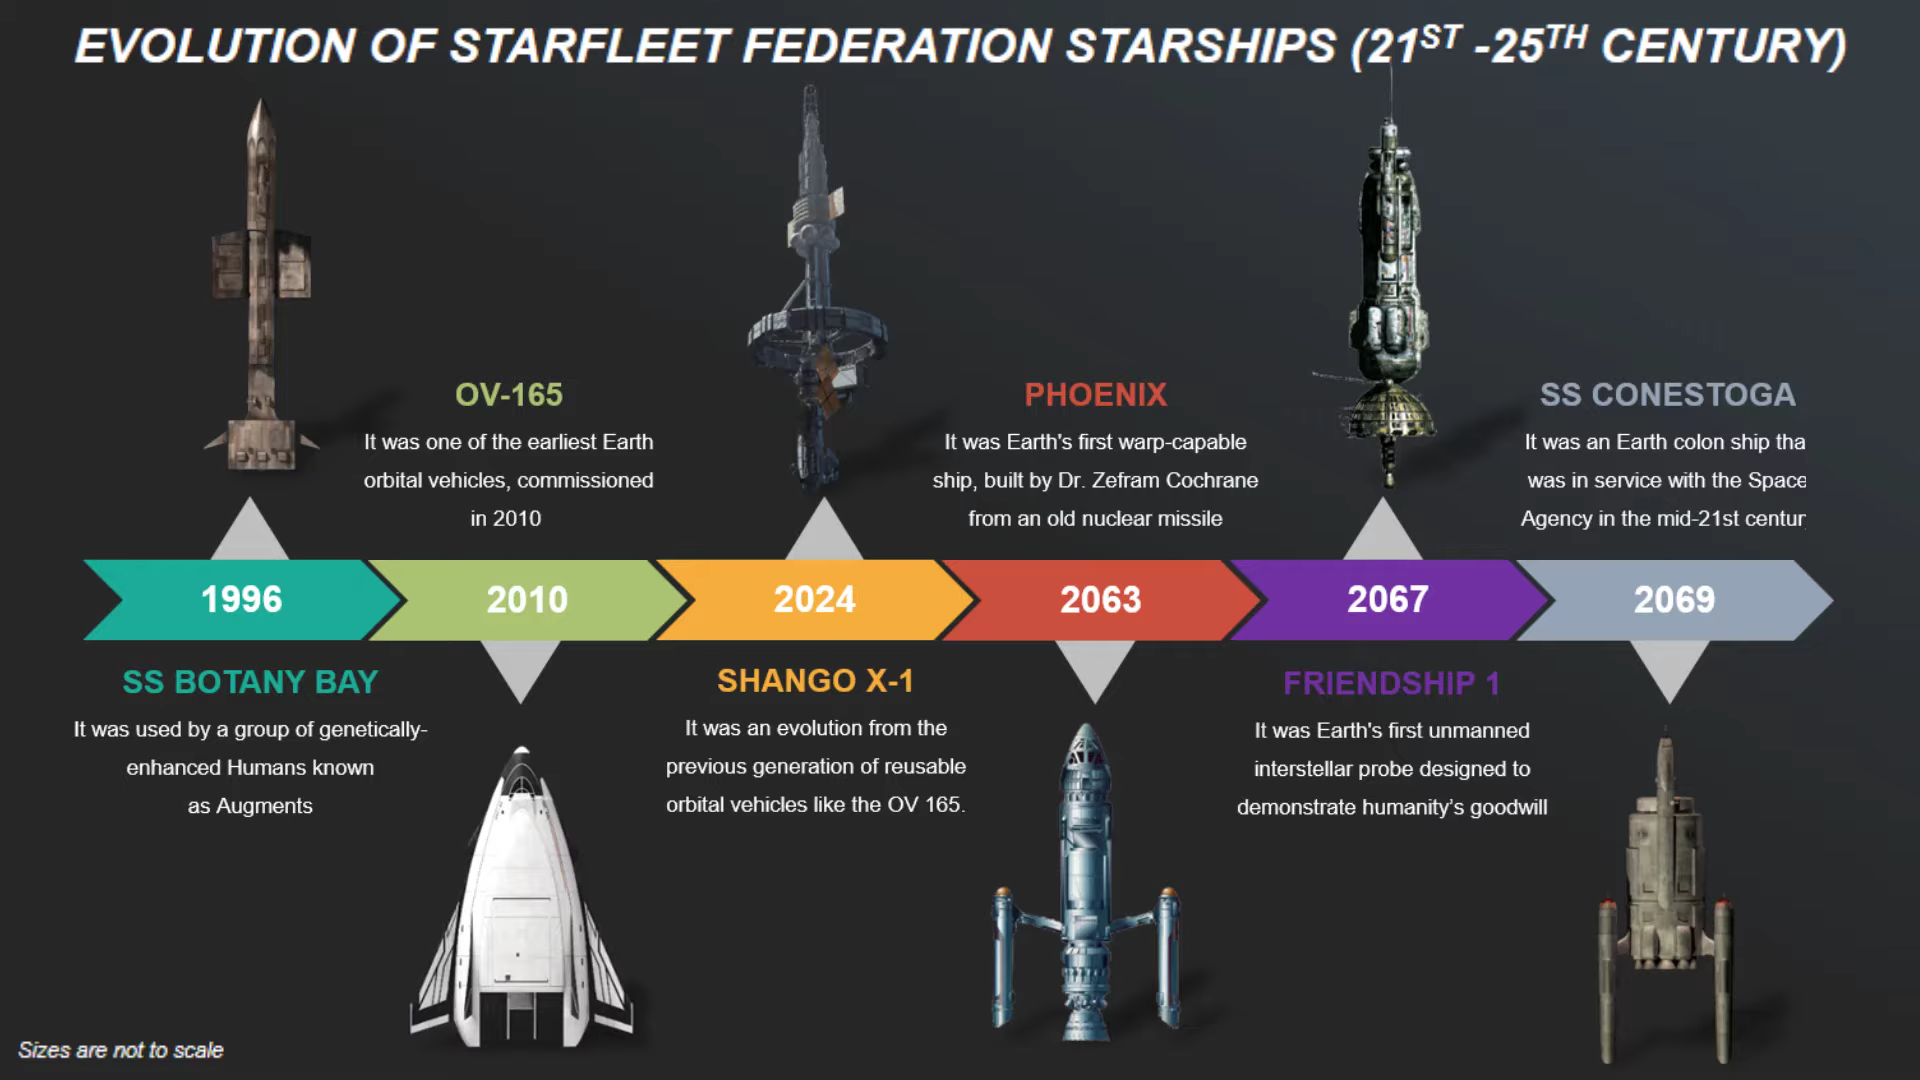 EVOLUTION OF STARFLEET FEDERATION STARSHIPS (21ST -25TH CENTURY)
OV-165
It was one of the earliest Earth
orbital vehicles, commissioned
in 2010
PHOENIX
It was Earth's first warp-capable
ship, built by Dr. Zefram Cochrane
from an old nuclear missile
SS CONESTOGA
It was an Earth colon ship tha
was in service with the Space
Agency in the mid-21st centur
1996
2010
2024
2063
2067
2069
SS BOTANY BAY
It was used by a group of genetically-
enhanced Humans known
as Augments
SHANGO X-1
It was an evolution from the
previous generation of reusable
orbital vehicles like the OV 165.
FRIENDSHIP 1
It was Earth's first unmanned
interstellar probe designed to
demonstrate humanity’s goodwill
Sizes are not to scale